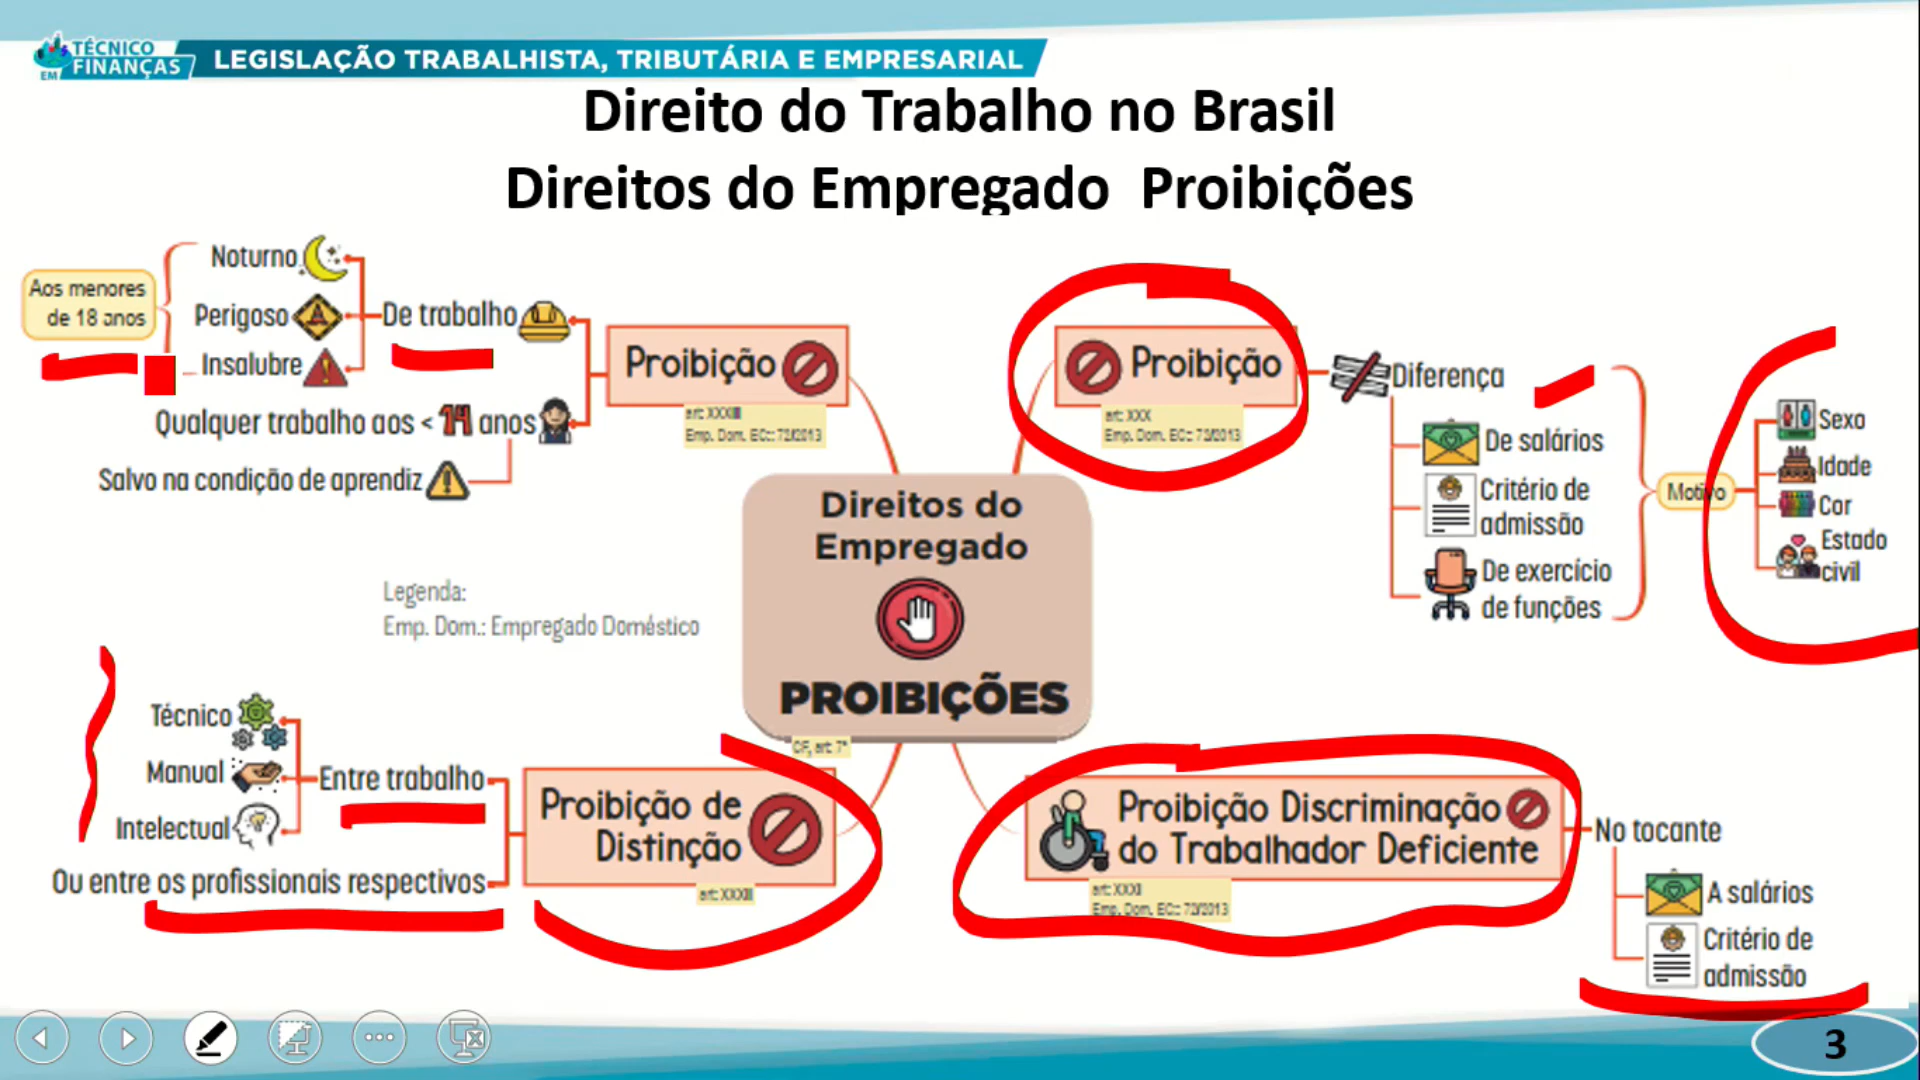 TÉCNICO
EM FINANÇAS
LEGISLAÇÃO TRABALHISTA, TRIBUTÁRIA E EMPRESARIAL
Direito do Trabalho no Brasil
Direitos do Empregado Proibições
Aos menores
de 18 anos
Noturno
Perigoso
Insalubre
De trabalho
Qualquer trabalho aos < 14 anos
Salvo na condição de aprendiz
Proibição
Emp. Dom. EC: 72/2013
Proibição
art: XXX
Emp. Dom. EC: 72/2013
Diferença
De salários
Critério de
admissão
De exercício
de funções
Motivo
Sexo
Idade
Cor
Estado
civil
Direitos do
Empregado
PROIBIÇÕES
CF, art: 7º
Legenda:
Emp. Dom.: Empregado Doméstico
Técnico
Manual
Intelectual
Entre trabalho
Ou entre os profissionais respectivos
Proibição de
Distinção
art: XXXII
Proibição Discriminação
do Trabalhador Deficiente
art: XXXI
Emp. Dom. EC: 72/2013
No tocante
A salários
Critério de
admissão
3